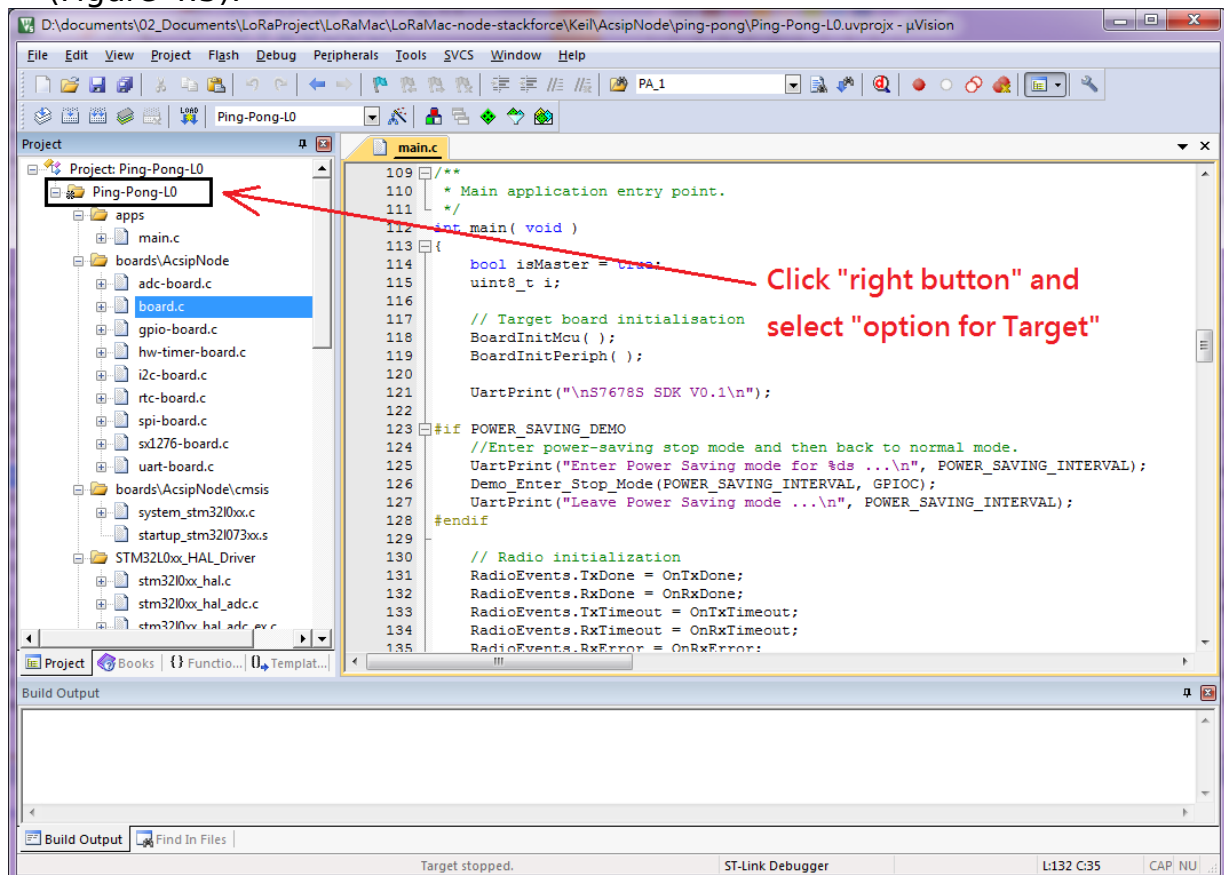 (Figure 4.3).
D:\documents\02_Documents\LoRaProject\LoRaMac\LoRaMac-node-stackforce\Keil\AcsipNode\ping-pong\Ping-Pong-L0.uvprojx - µVision
File Edit View Project Flash Debug Peripherals Tools SVCS Window Help
PA_1
LOAD Ping-Pong-L0
Project
Project: Ping-Pong-L0
Ping-Pong-L0
apps
main.c
boards\AcsipNode
adc-board.c
board.c
gpio-board.c
hw-timer-board.c
i2c-board.c
rtc-board.c
spi-board.c
sx1276-board.c
uart-board.c
boards\AcsipNode\cmsis
system_stm32l0xx.c
startup_stm32l073xx.s
STM32L0xx_HAL_Driver
stm32l0xx_hal.c
stm32l0xx_hal_adc.c
stm32l0xx_hal_adc_ex.c
Project Books {} Functio... Templat...
main.c
109 /**
110 * Main application entry point.
111 */
112 int main( void )
113 {
114 bool isMaster = true;
115 uint8_t i;
116
117 // Target board initialisation
118 BoardInitMcu( );
119 BoardInitPeriph( );
120
121 UartPrint("\nS7678S SDK V0.1\n");
122
123 #if POWER_SAVING_DEMO
124 //Enter power-saving stop mode and then back to normal mode.
125 UartPrint("Enter Power Saving mode for %ds ...\n", POWER_SAVING_INTERVAL);
126 Demo_Enter_Stop_Mode(POWER_SAVING_INTERVAL, GPIOC);
127 UartPrint("Leave Power Saving mode ...\n", POWER_SAVING_INTERVAL);
128 #endif
129
130 // Radio initialization
131 RadioEvents.TxDone = OnTxDone;
132 RadioEvents.RxDone = OnRxDone;
133 RadioEvents.TxTimeout = OnTxTimeout;
134 RadioEvents.RxTimeout = OnRxTimeout;
135 RadioEvents.RxError = OnRxError;
Click "right button" and
select "option for Target"
Build Output
Build Output Find In Files
Target stopped. ST-Link Debugger L:132 C:35 CAP NU